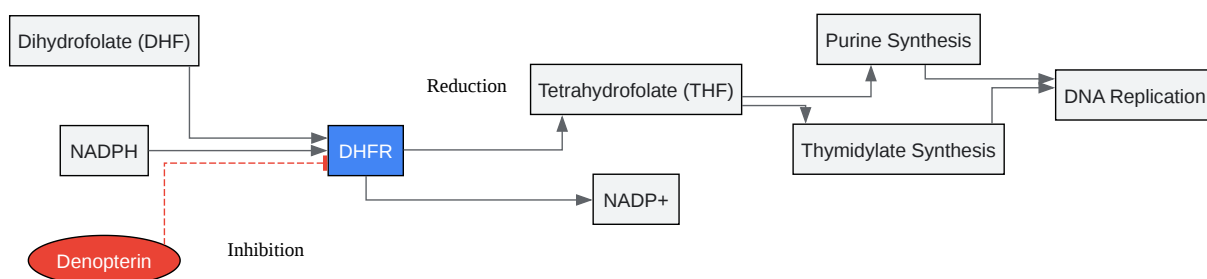 Dihydrofolate (DHF)
NADPH
Denopterin
Inhibition
DHFR
Reduction
Tetrahydrofolate (THF)
NADP+
Purine Synthesis
Thymidylate Synthesis
DNA Replication